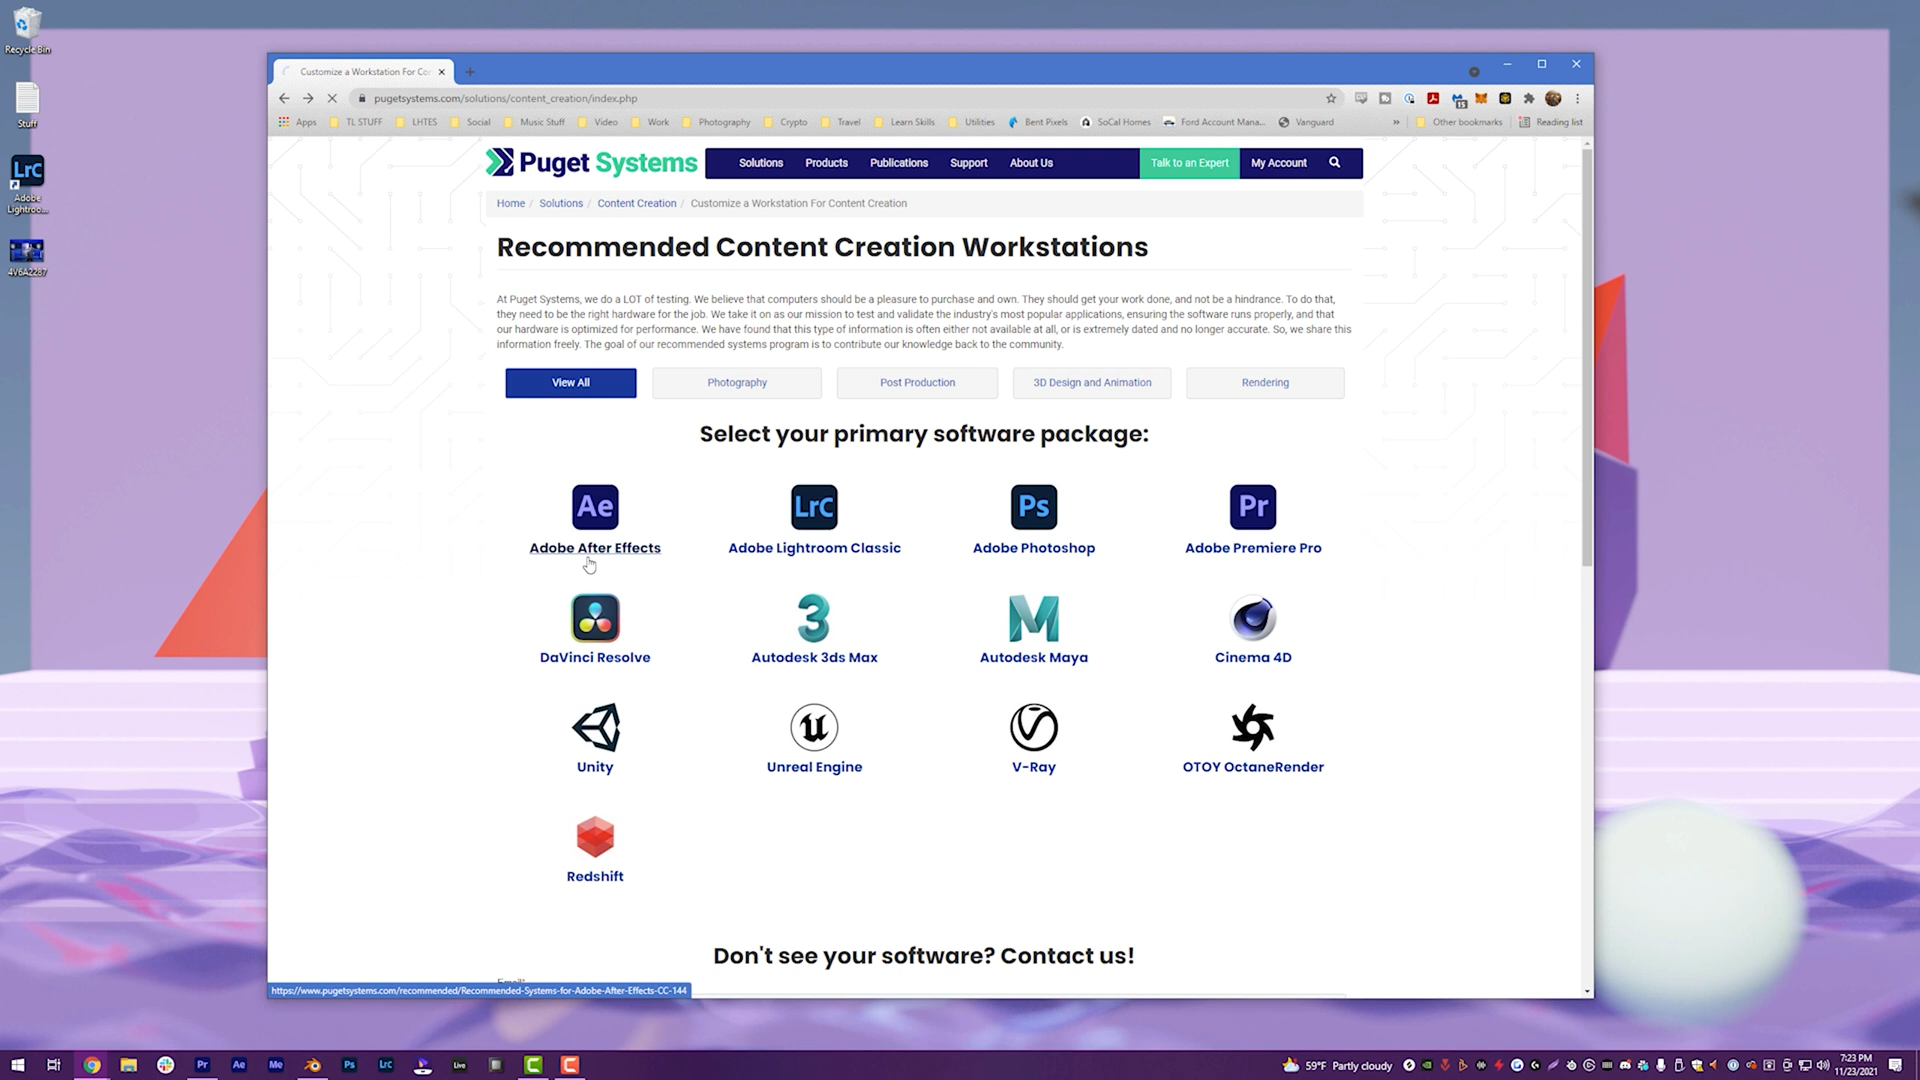 Recycle Bin
Stuff
LrC
Adobe
Lightroo...
4V6A2287
Customize a Workstation For Co
pugetsystems.com/solutions/content_creation/index.php
15
Apps TL STUFF LHTES Social Music Stuff Video Work Photography Crypto Travel Learn Skills Utilities Bent Pixels SoCal Homes Ford Account Mana... Vanguard » Other bookmarks Reading list
Puget Systems
Solutions Products Publications Support About Us Talk to an Expert My Account
Home / Solutions / Content Creation / Customize a Workstation For Content Creation
Recommended Content Creation Workstations
At Puget Systems, we do a LOT of testing. We believe that computers should be a pleasure to purchase and own. They should get your work done, and not be a hindrance. To do that,
they need to be the right hardware for the job. We take it on as our mission to test and validate the industry's most popular applications, ensuring the software runs properly, and that
our hardware is optimized for performance. We have found that this type of information is often either not available at all, or is extremely dated and no longer accurate. So, we share this
information freely. The goal of our recommended systems program is to contribute our knowledge back to the community.
View All Photography Post Production 3D Design and Animation Rendering
Select your primary software package:
Ae LrC Ps Pr
Adobe After Effects Adobe Lightroom Classic Adobe Photoshop Adobe Premiere Pro
DaVinci Resolve Autodesk 3ds Max Autodesk Maya Cinema 4D
Unity Unreal Engine V-Ray OTOY OctaneRender
Redshift
Don't see your software? Contact us!
Email*
https://www.pugetsystems.com/recommended/Recommended-Systems-for-Adobe-After-Effects-CC-144
Pr Ae Me Ps LrC Live
59°F Partly cloudy
7:23 PM
11/23/2021